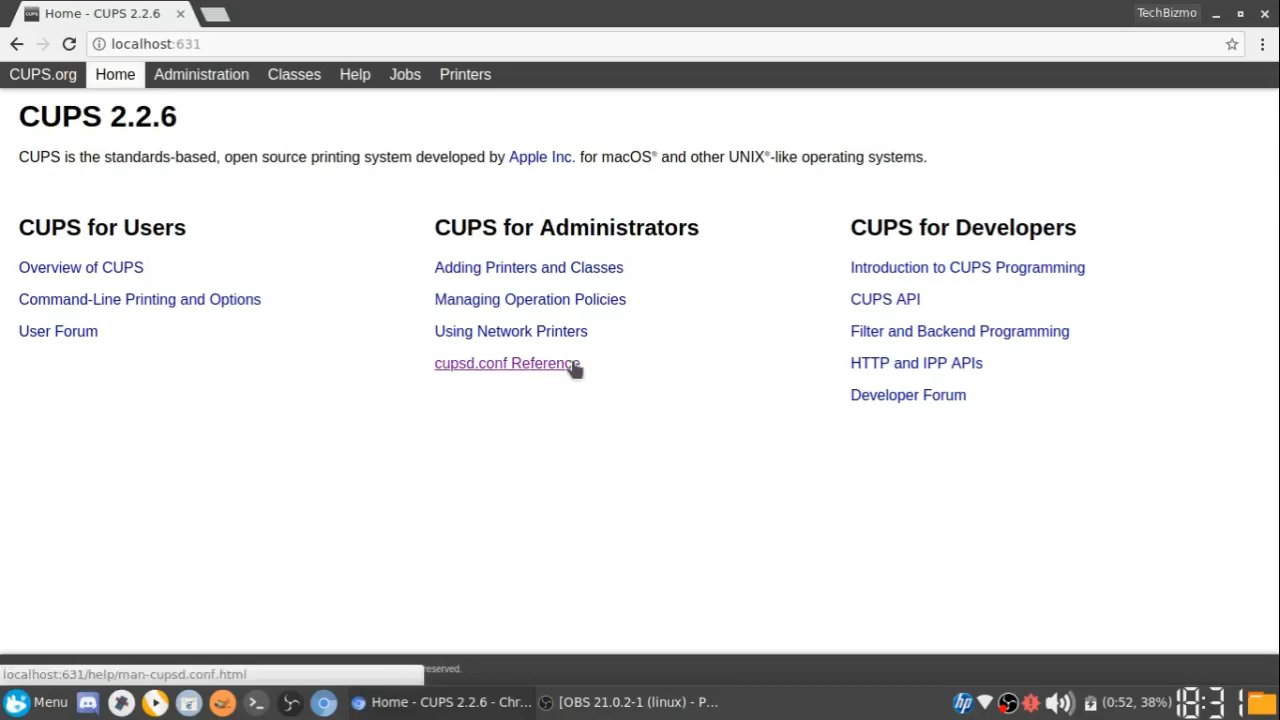 Home - CUPS 2.2.6
TechBizmo
localhost:631
CUPS.org Home Administration Classes Help Jobs Printers
CUPS 2.2.6
CUPS is the standards-based, open source printing system developed by Apple Inc. for macOS® and other UNIX®-like operating systems.
CUPS for Users
Overview of CUPS
Command-Line Printing and Options
User Forum
CUPS for Administrators
Adding Printers and Classes
Managing Operation Policies
Using Network Printers
cupsd.conf Reference
CUPS for Developers
Introduction to CUPS Programming
CUPS API
Filter and Backend Programming
HTTP and IPP APIs
Developer Forum
reserved.
localhost:631/help/man-cupsd.conf.html
Menu Home - CUPS 2.2.6 - Chr... [OBS 21.0.2-1 (linux) - P... hp (0:52, 38%)